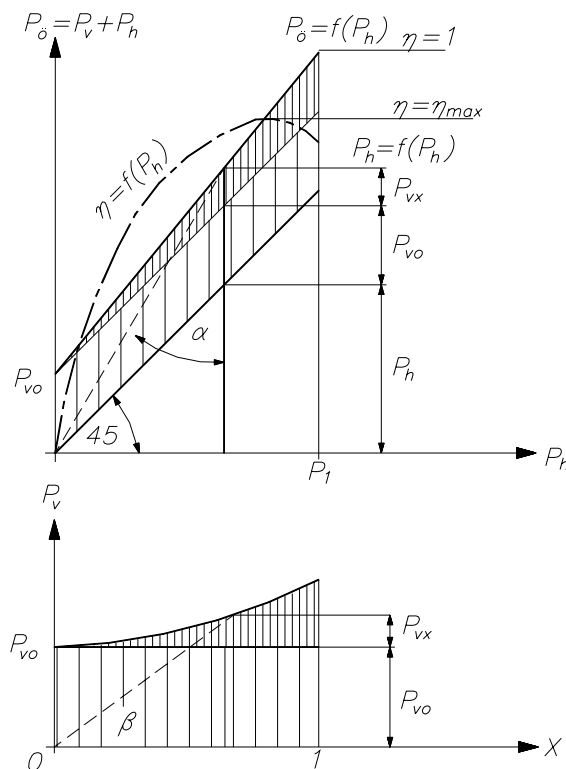 Pö=Pv+Ph
Pö=f(Ph)
η=1
η=ηmax
η=f(Ph)
Ph=f(Ph)
Pvx
Pvo
α
Pvo
Ph
45
P1
Ph
Pv
Pvo
Pvx
β
Pvo
0
1
X